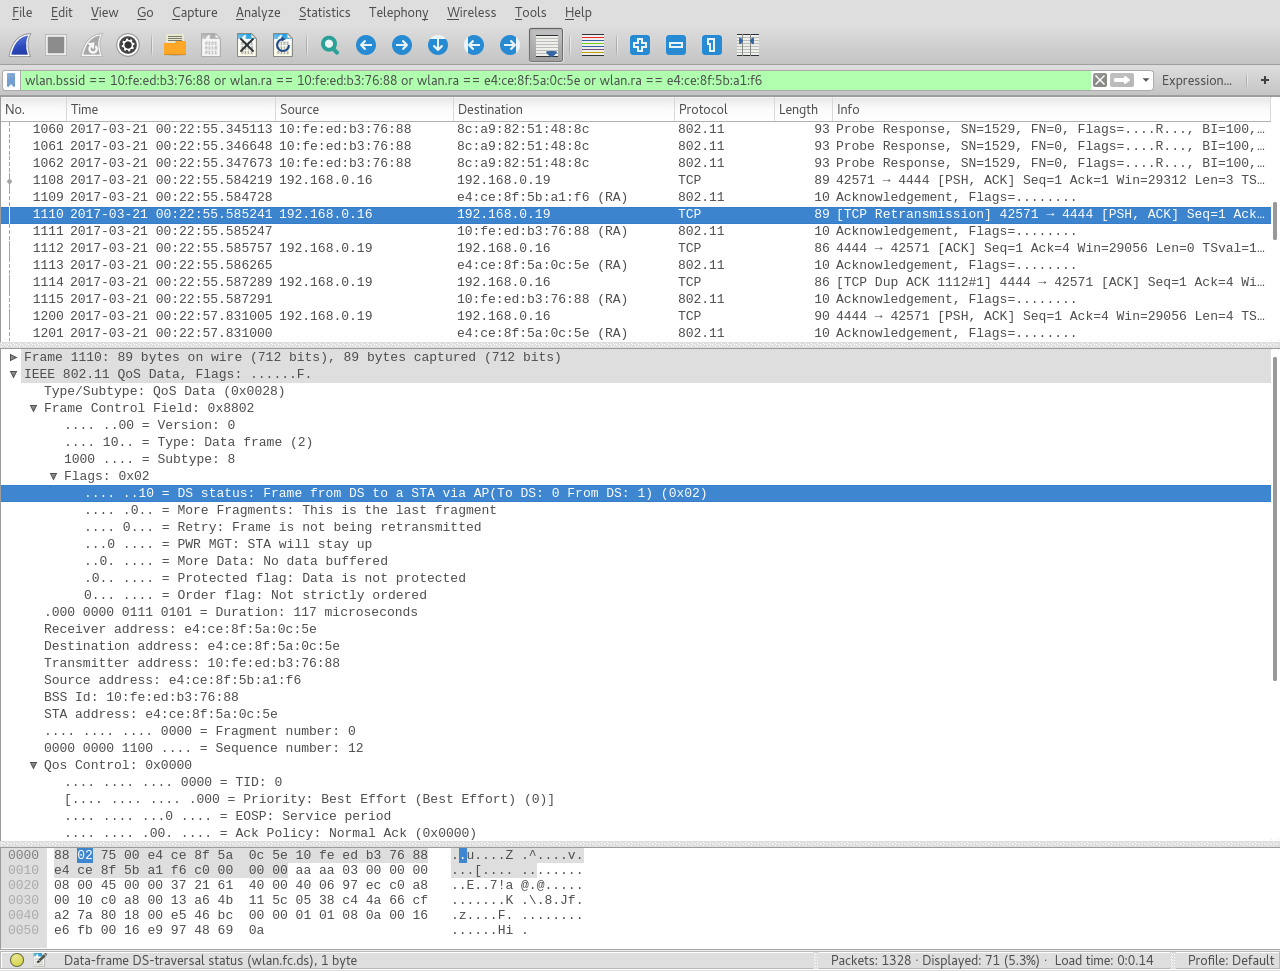 File Edit View Go Capture Analyze Statistics Telephony Wireless Tools Help
wlan.bssid == 10:fe:ed:b3:76:88 or wlan.ra == 10:fe:ed:b3:76:88 or wlan.ra == e4:ce:8f:5a:0c:5e or wlan.ra == e4:ce:8f:5b:a1:f6 Expression... +
No. Time Source Destination Protocol Length Info
1060 2017-03-21 00:22:55.345113 10:fe:ed:b3:76:88 8c:a9:82:51:48:8c 802.11 93 Probe Response, SN=1529, FN=0, Flags=....R..., BI=100,…
1061 2017-03-21 00:22:55.346648 10:fe:ed:b3:76:88 8c:a9:82:51:48:8c 802.11 93 Probe Response, SN=1529, FN=0, Flags=....R..., BI=100,…
1062 2017-03-21 00:22:55.347673 10:fe:ed:b3:76:88 8c:a9:82:51:48:8c 802.11 93 Probe Response, SN=1529, FN=0, Flags=....R..., BI=100,…
1108 2017-03-21 00:22:55.584219 192.168.0.16 192.168.0.19 TCP 89 42571 → 4444 [PSH, ACK] Seq=1 Ack=1 Win=29312 Len=3 TS…
1109 2017-03-21 00:22:55.584728 e4:ce:8f:5b:a1:f6 (RA) 802.11 10 Acknowledgement, Flags=........
1110 2017-03-21 00:22:55.585241 192.168.0.16 192.168.0.19 TCP 89 [TCP Retransmission] 42571 → 4444 [PSH, ACK] Seq=1 Ack…
1111 2017-03-21 00:22:55.585247 10:fe:ed:b3:76:88 (RA) 802.11 10 Acknowledgement, Flags=........
1112 2017-03-21 00:22:55.585757 192.168.0.19 192.168.0.16 TCP 86 4444 → 42571 [ACK] Seq=1 Ack=4 Win=29056 Len=0 TSval=1…
1113 2017-03-21 00:22:55.586265 e4:ce:8f:5a:0c:5e (RA) 802.11 10 Acknowledgement, Flags=........
1114 2017-03-21 00:22:55.587289 192.168.0.19 192.168.0.16 TCP 86 [TCP Dup ACK 1112#1] 4444 → 42571 [ACK] Seq=1 Ack=4 Wi…
1115 2017-03-21 00:22:55.587291 10:fe:ed:b3:76:88 (RA) 802.11 10 Acknowledgement, Flags=........
1200 2017-03-21 00:22:57.831005 192.168.0.19 192.168.0.16 TCP 90 4444 → 42571 [PSH, ACK] Seq=1 Ack=4 Win=29056 Len=4 TS…
1201 2017-03-21 00:22:57.831000 e4:ce:8f:5a:0c:5e (RA) 802.11 10 Acknowledgement, Flags=........
Frame 1110: 89 bytes on wire (712 bits), 89 bytes captured (712 bits)
IEEE 802.11 QoS Data, Flags: ......F.
Type/Subtype: QoS Data (0x0028)
Frame Control Field: 0x8802
.... ..00 = Version: 0
.... 10.. = Type: Data frame (2)
1000 .... = Subtype: 8
Flags: 0x02
.... ..10 = DS status: Frame from DS to a STA via AP(To DS: 0 From DS: 1) (0x02)
.... .0.. = More Fragments: This is the last fragment
.... 0... = Retry: Frame is not being retransmitted
...0 .... = PWR MGT: STA will stay up
..0. .... = More Data: No data buffered
.0.. .... = Protected flag: Data is not protected
0... .... = Order flag: Not strictly ordered
.000 0000 0111 0101 = Duration: 117 microseconds
Receiver address: e4:ce:8f:5a:0c:5e
Destination address: e4:ce:8f:5a:0c:5e
Transmitter address: 10:fe:ed:b3:76:88
Source address: e4:ce:8f:5b:a1:f6
BSS Id: 10:fe:ed:b3:76:88
STA address: e4:ce:8f:5a:0c:5e
.... .... .... 0000 = Fragment number: 0
0000 0000 1100 .... = Sequence number: 12
Qos Control: 0x0000
.... .... .... 0000 = TID: 0
[.... .... .... .000 = Priority: Best Effort (Best Effort) (0)]
.... .... ...0 .... = EOSP: Service period
.... .... .00. .... = Ack Policy: Normal Ack (0x0000)
0000 88 02 75 00 e4 ce 8f 5a 0c 5e 10 fe ed b3 76 88 ..u....Z .^....v.
0010 e4 ce 8f 5b a1 f6 c0 00 00 00 aa aa 03 00 00 00 ...[.... ........
0020 08 00 45 00 00 37 21 61 40 00 40 06 97 ec c0 a8 ..E..7!a @.@.....
0030 00 10 c0 a8 00 13 a6 4b 11 5c 05 38 c4 4a 66 cf .......K .\.8.Jf.
0040 a2 7a 80 18 00 e5 46 bc 00 00 01 01 08 0a 00 16 .z....F. ........
0050 e6 fb 00 16 e9 97 48 69 0a ......Hi .
Data-frame DS-traversal status (wlan.fc.ds), 1 byte Packets: 1328 · Displayed: 71 (5.3%) · Load time: 0:0.14 Profile: Default